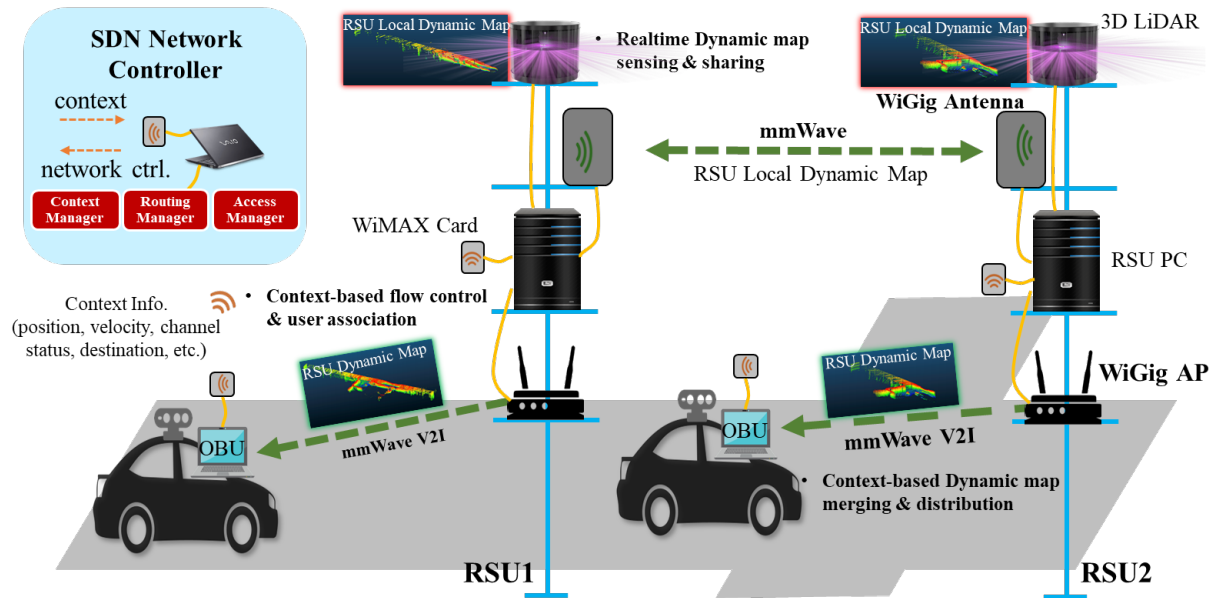 SDN Network
Controller
context
network ctrl.
Context
Manager
Routing
Manager
Access
Manager
RSU Local Dynamic Map
• Realtime Dynamic map
sensing & sharing
RSU Local Dynamic Map
3D LiDAR
WiGig Antenna
mmWave
RSU Local Dynamic Map
WiMAX Card
RSU PC
Context Info.
(position, velocity, channel
status, destination, etc.)
• Context-based flow control
& user association
RSU Dynamic Map
RSU Dynamic Map
WiGig AP
OBU
mmWave V2I
OBU
mmWave V2I
• Context-based Dynamic map
merging & distribution
RSU1
RSU2